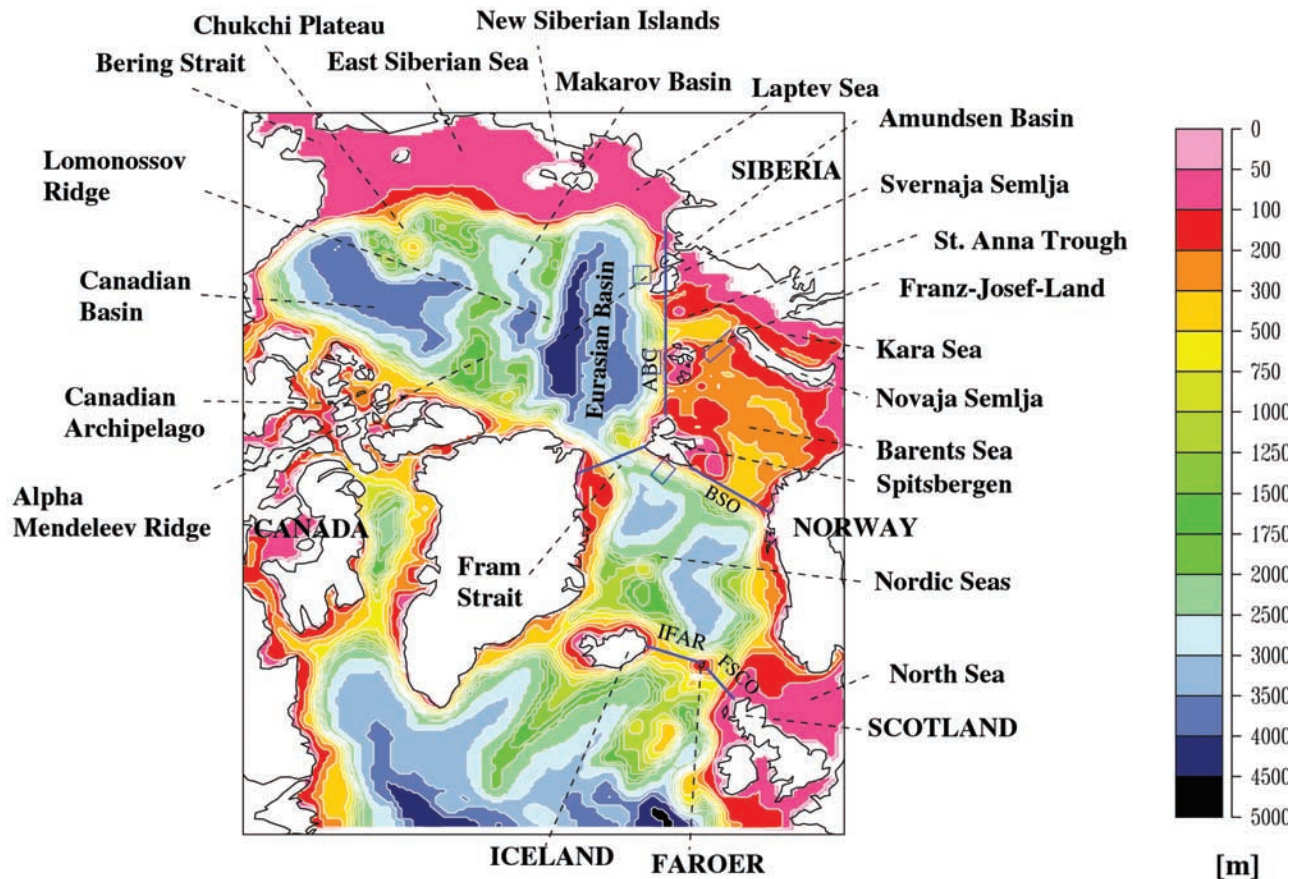 Chukchi Plateau
New Siberian Islands
Bering Strait
East Siberian Sea
Makarov Basin
Laptev Sea
Amundsen Basin
Lomonossov
Ridge
SIBERIA
Svernaja Semlja
St. Anna Trough
Canadian
Basin
Franz-Josef-Land
Eurasian Basin
ABC
Kara Sea
Canadian
Archipelago
Novaja Semlja
Barents Sea
Spitsbergen
Alpha
Mendeleev Ridge
CANADA
BSO
NORWAY
Fram
Strait
Nordic Seas
IFAR
FSCO
North Sea
SCOTLAND
ICELAND
FAROER
0
50
100
200
300
500
750
1000
1250
1500
1750
2000
2500
3000
3500
4000
4500
5000
[m]